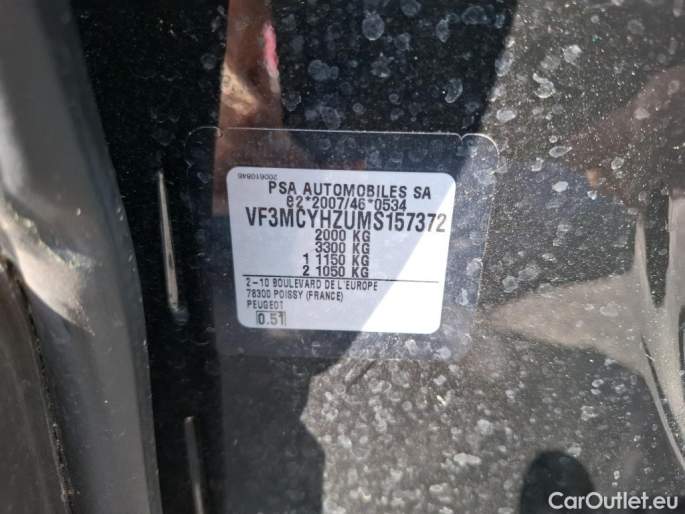 200610846
PSA AUTOMOBILES SA
e2*2007/46*0534
VF3MCYHZUMS157372
2000 KG
3300 KG
1 1150 KG
2 1050 KG
2-10 BOULEVARD DE L'EUROPE
78300 POISSY (FRANCE)
PEUGEOT
0.51
CarOutlet.eu